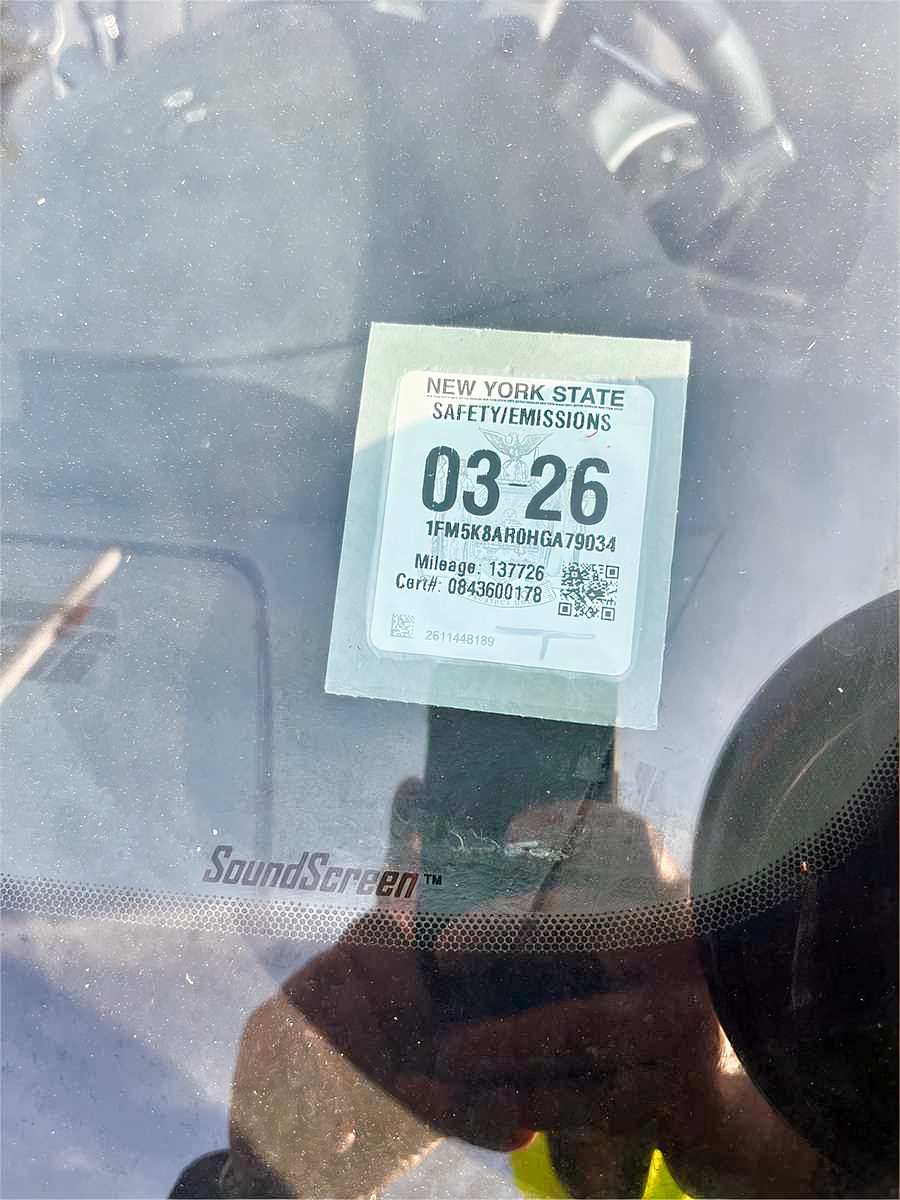 NEW YORK STATE
SAFETY/EMISSIONS
03-26
1FM5K8AR0HGA79034
Mileage: 137726
Cert#: 0843600178
2611448189
SoundScreen™